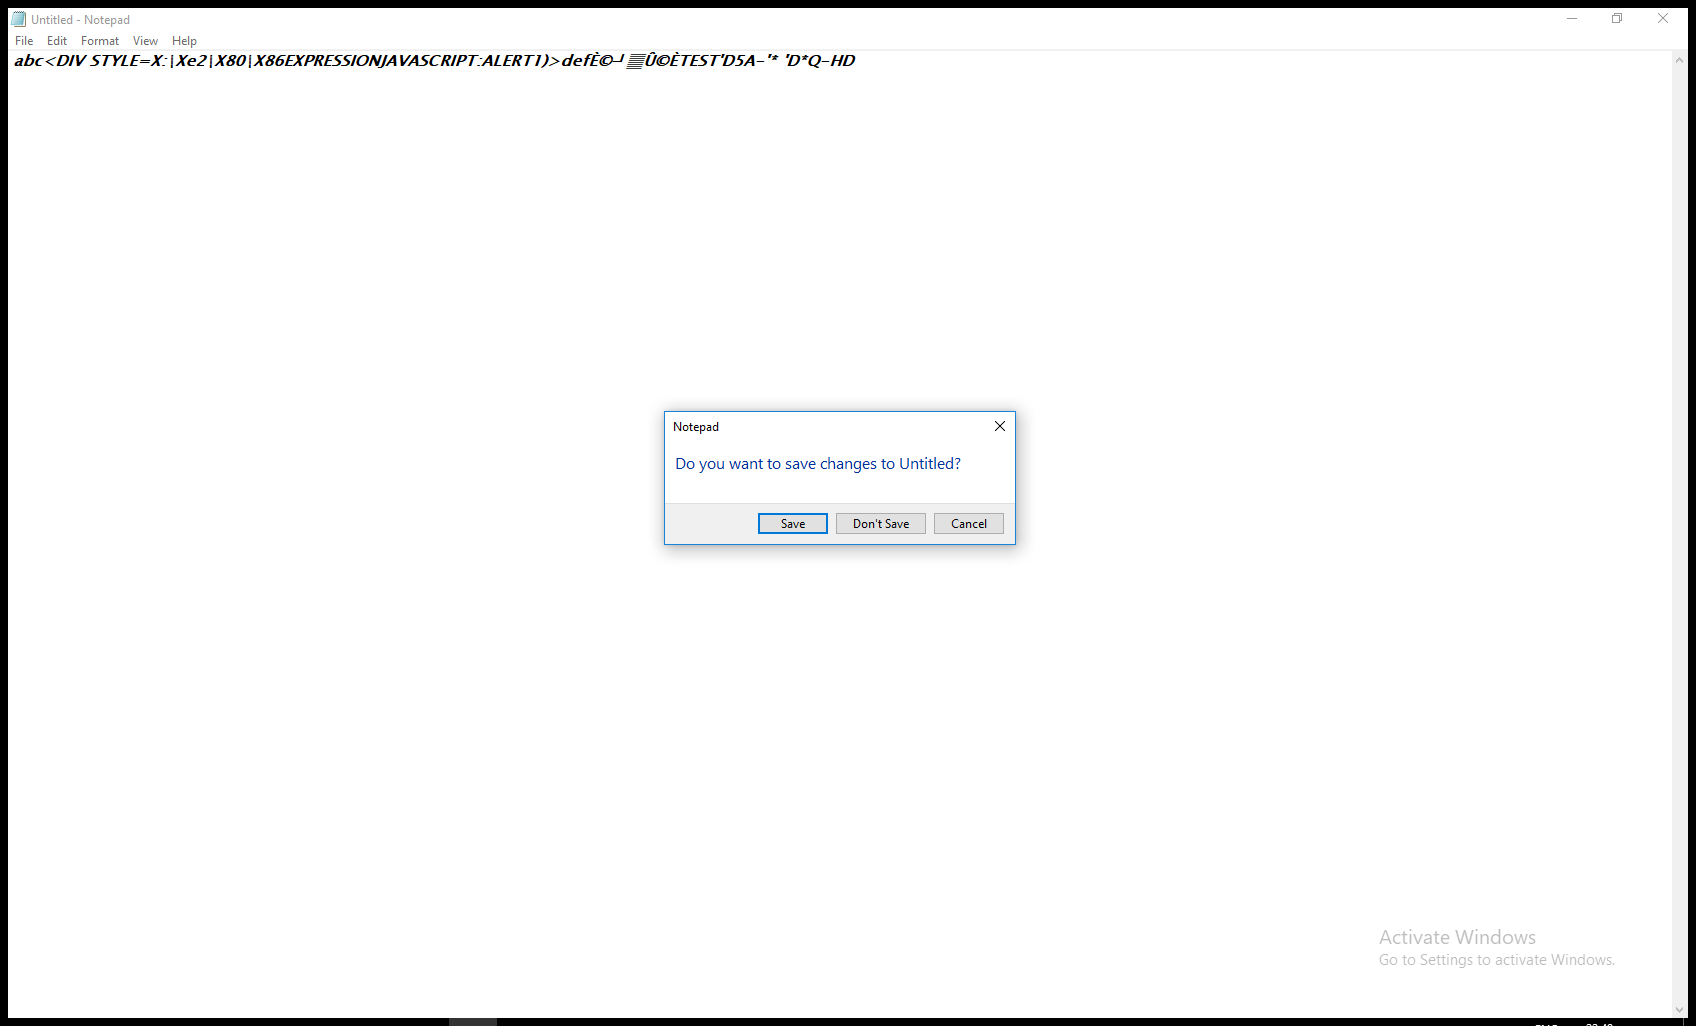 Untitled - Notepad
File Edit Format View Help
abc<DIV STYLE=X:\Xe2\X80\X86EXPRESSIONJAVASCRIPT:ALERT1)>defÈ©┘▒Û©ÈTEST'D5A-'* 'D*Q-HD
Notepad
Do you want to save changes to Untitled?
Save Don't Save Cancel
Activate Windows
Go to Settings to activate Windows.